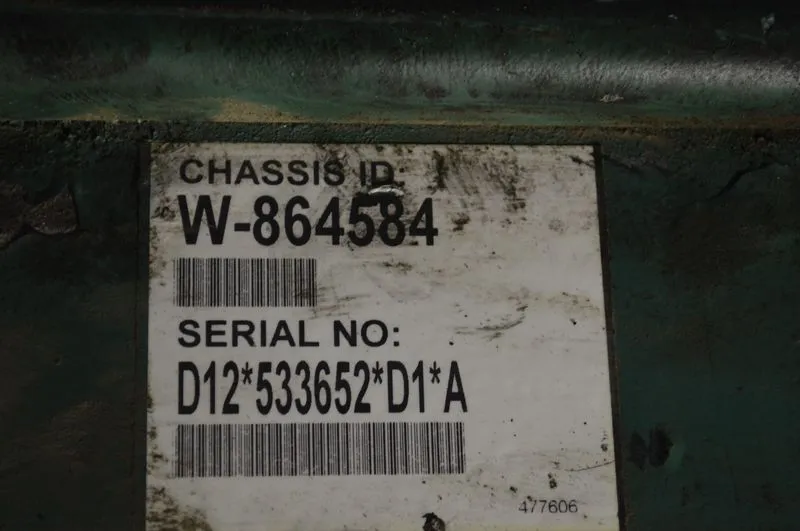 CHASSIS ID:
W-864584
SERIAL NO:
D12*533652*D1*A
477606